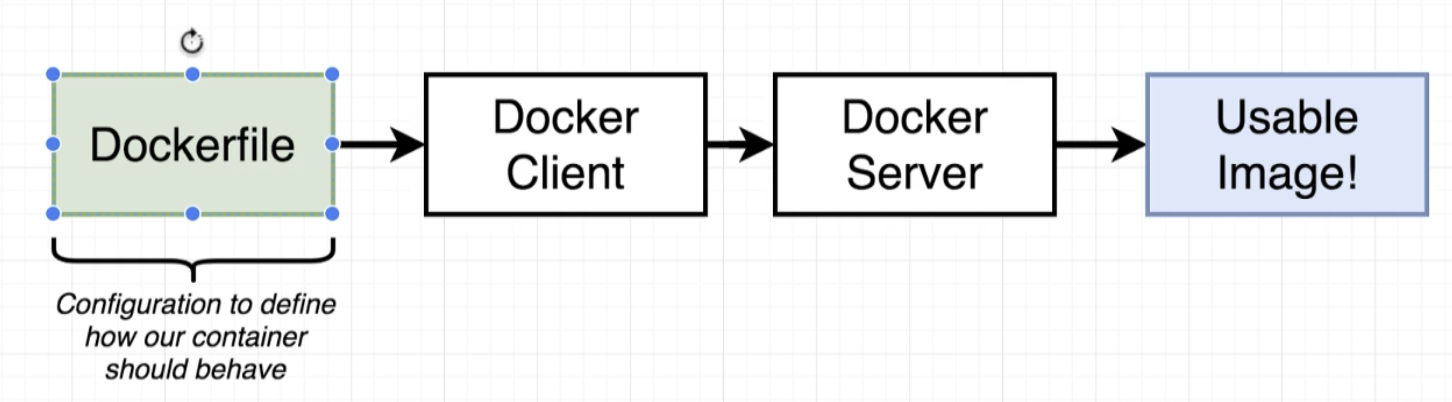 Dockerfile
Docker
Client
Docker
Server
Usable
Image!
Configuration to define
how our container
should behave